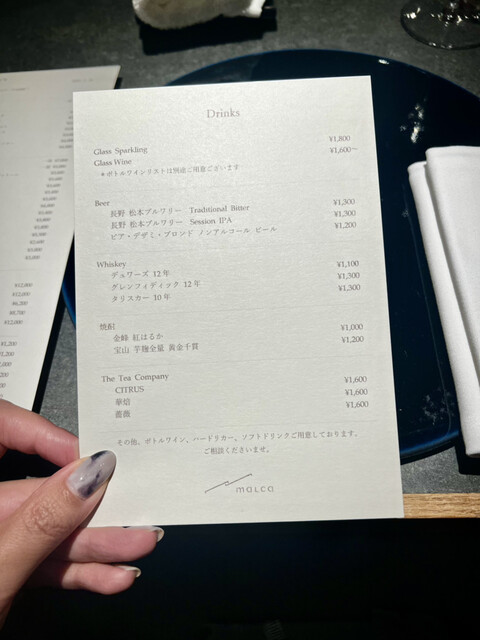 Drinks
Glass Sparkling ¥1,800
Glass Wine ¥1,600～
＊ボトルワインリストは別途ご用意ございます
Beer
長野 松本ブルワリー Traditional Bitter ¥1,300
長野 松本ブルワリー Session IPA ¥1,300
ピア・デザミ・ブロンド ノンアルコール ビール ¥1,200
Whiskey
デュワーズ 12年 ¥1,100
グレンフィディック 12年 ¥1,300
タリスカー 10年 ¥1,300
焼酎
金峰 紅はるか ¥1,000
宝山 芋麹全量 黄金千貫 ¥1,200
The Tea Company
CITRUS ¥1,600
華焙 ¥1,600
薔薇 ¥1,600
その他、ボトルワイン、ハードリカー、ソフトドリンクご用意しております。
ご相談くださいませ。
malca